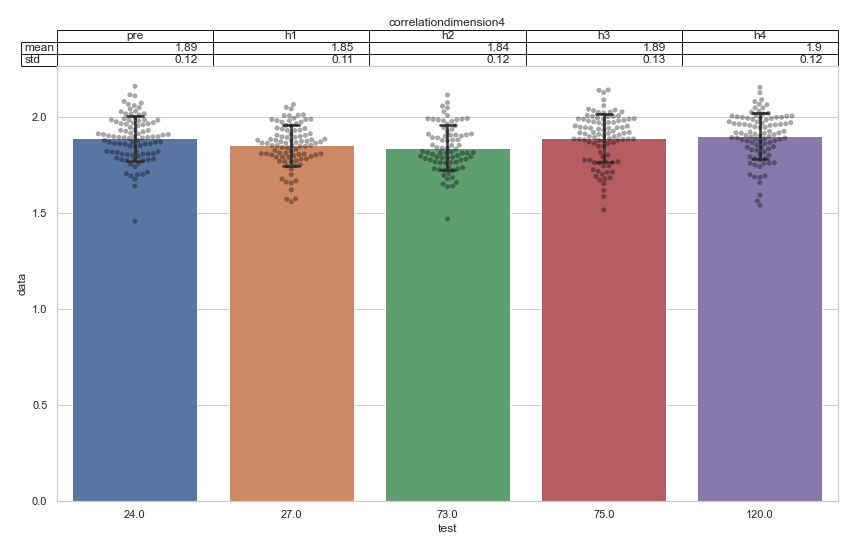 correlationdimension4
pre h1 h2 h3 h4
mean 1.89 1.85 1.84 1.89 1.9
std 0.12 0.11 0.12 0.13 0.12
2.0
1.5
1.0
0.5
0.0
data
24.0 27.0 73.0 75.0 120.0
test